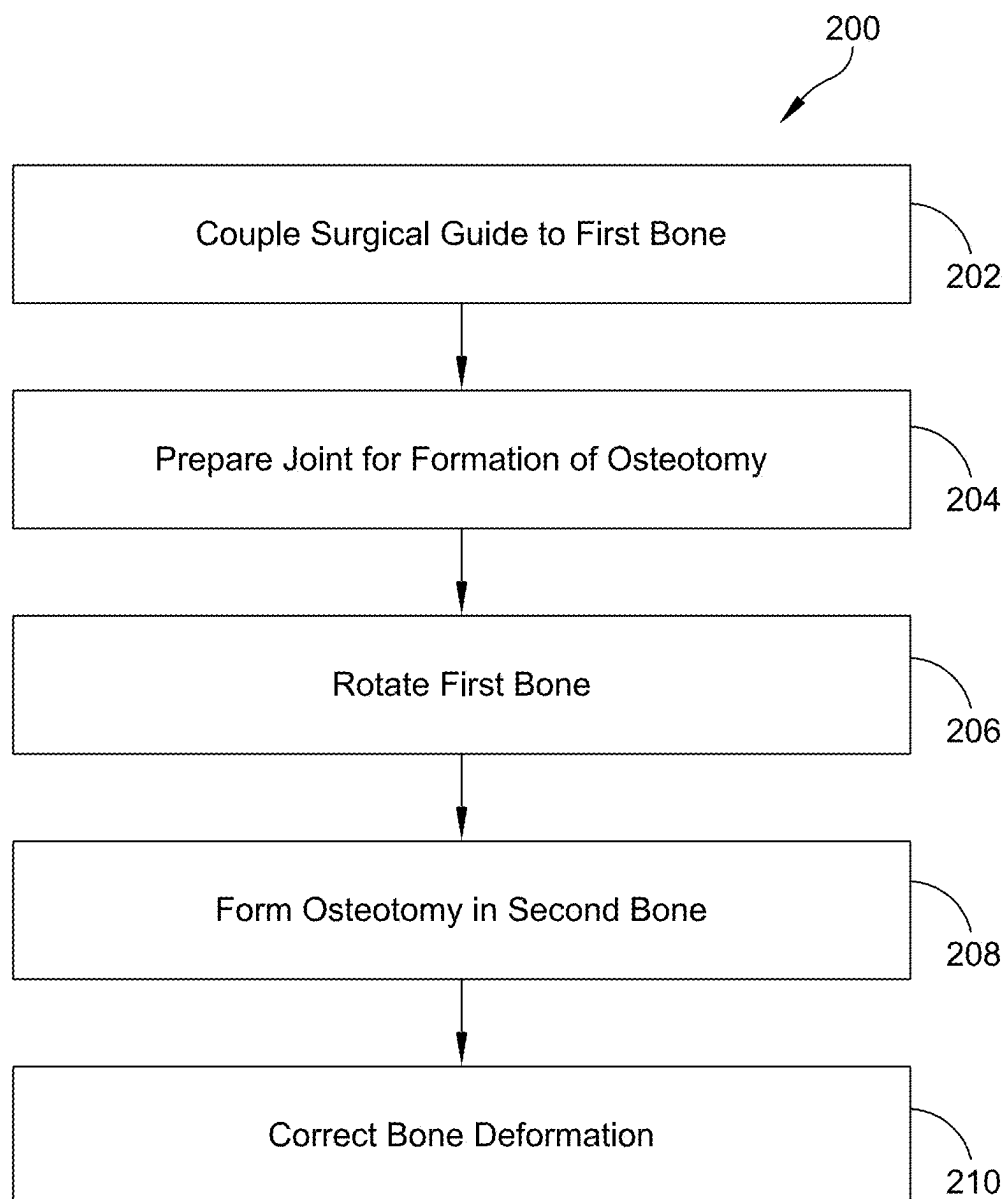 200
Couple Surgical Guide to First Bone
202
Prepare Joint for Formation of Osteotomy
204
Rotate First Bone
206
Form Osteotomy in Second Bone
208
Correct Bone Deformation
210